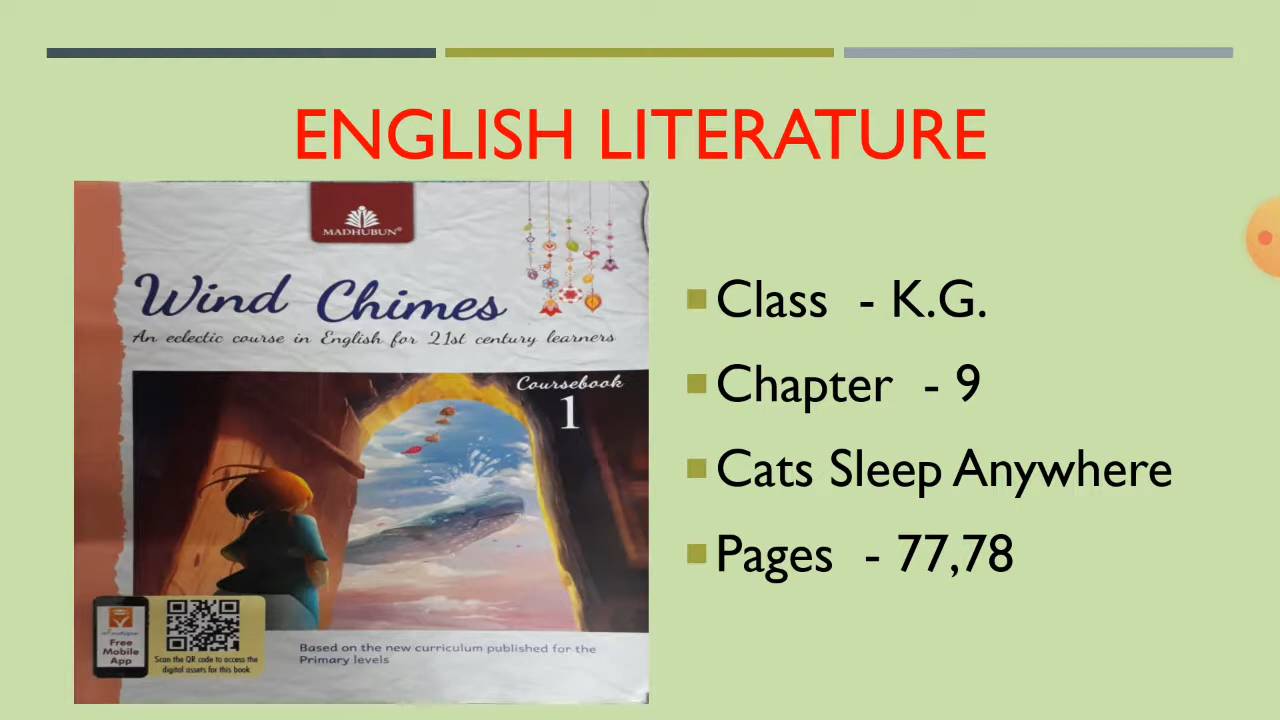 ENGLISH LITERATURE
MADHUBUN®
Wind Chimes
An eclectic course in English for 21st century learners
Coursebook
1
Free
Mobile
App
Scan the QR code to access the
digital assets for this book
Based on the new curriculum published for the
Primary levels
Class - K.G.
Chapter - 9
Cats Sleep Anywhere
Pages - 77,78